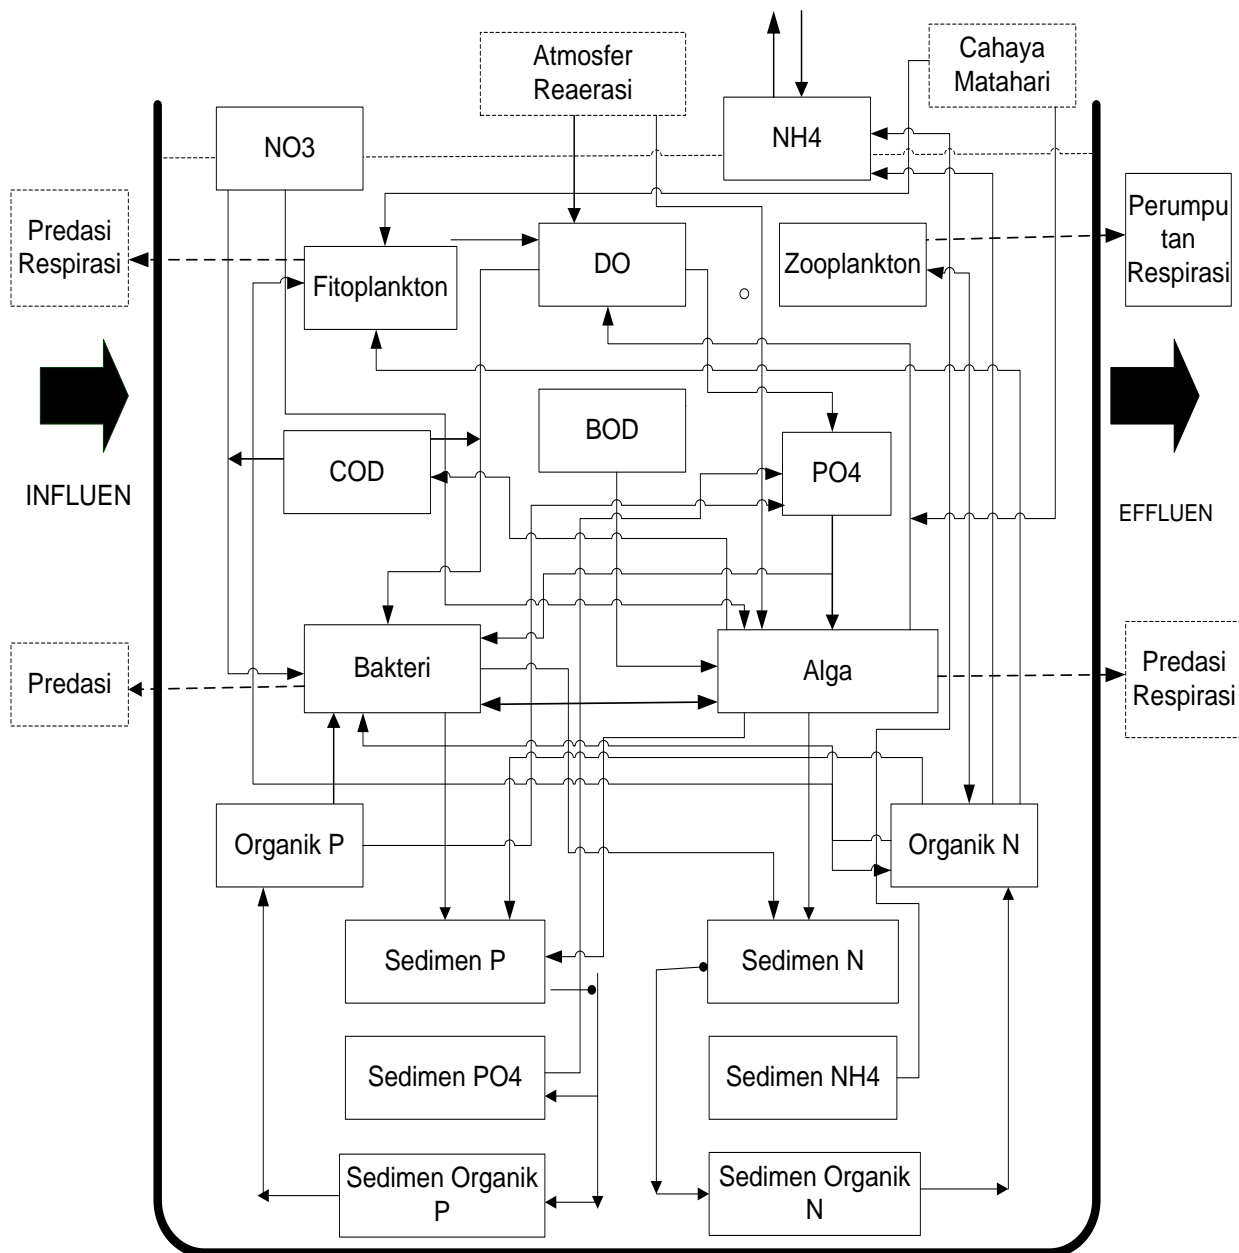 Atmosfer
Reaerasi
Cahaya
Matahari
NO3
NH4
Predasi
Respirasi
Fitoplankton
DO
Zooplankton
Perumpu
tan
Respirasi
INFLUEN
COD
BOD
PO4
EFFLUEN
Predasi
Bakteri
Alga
Predasi
Respirasi
Organik P
Organik N
Sedimen P
Sedimen N
Sedimen PO4
Sedimen NH4
Sedimen Organik
P
Sedimen Organik
N